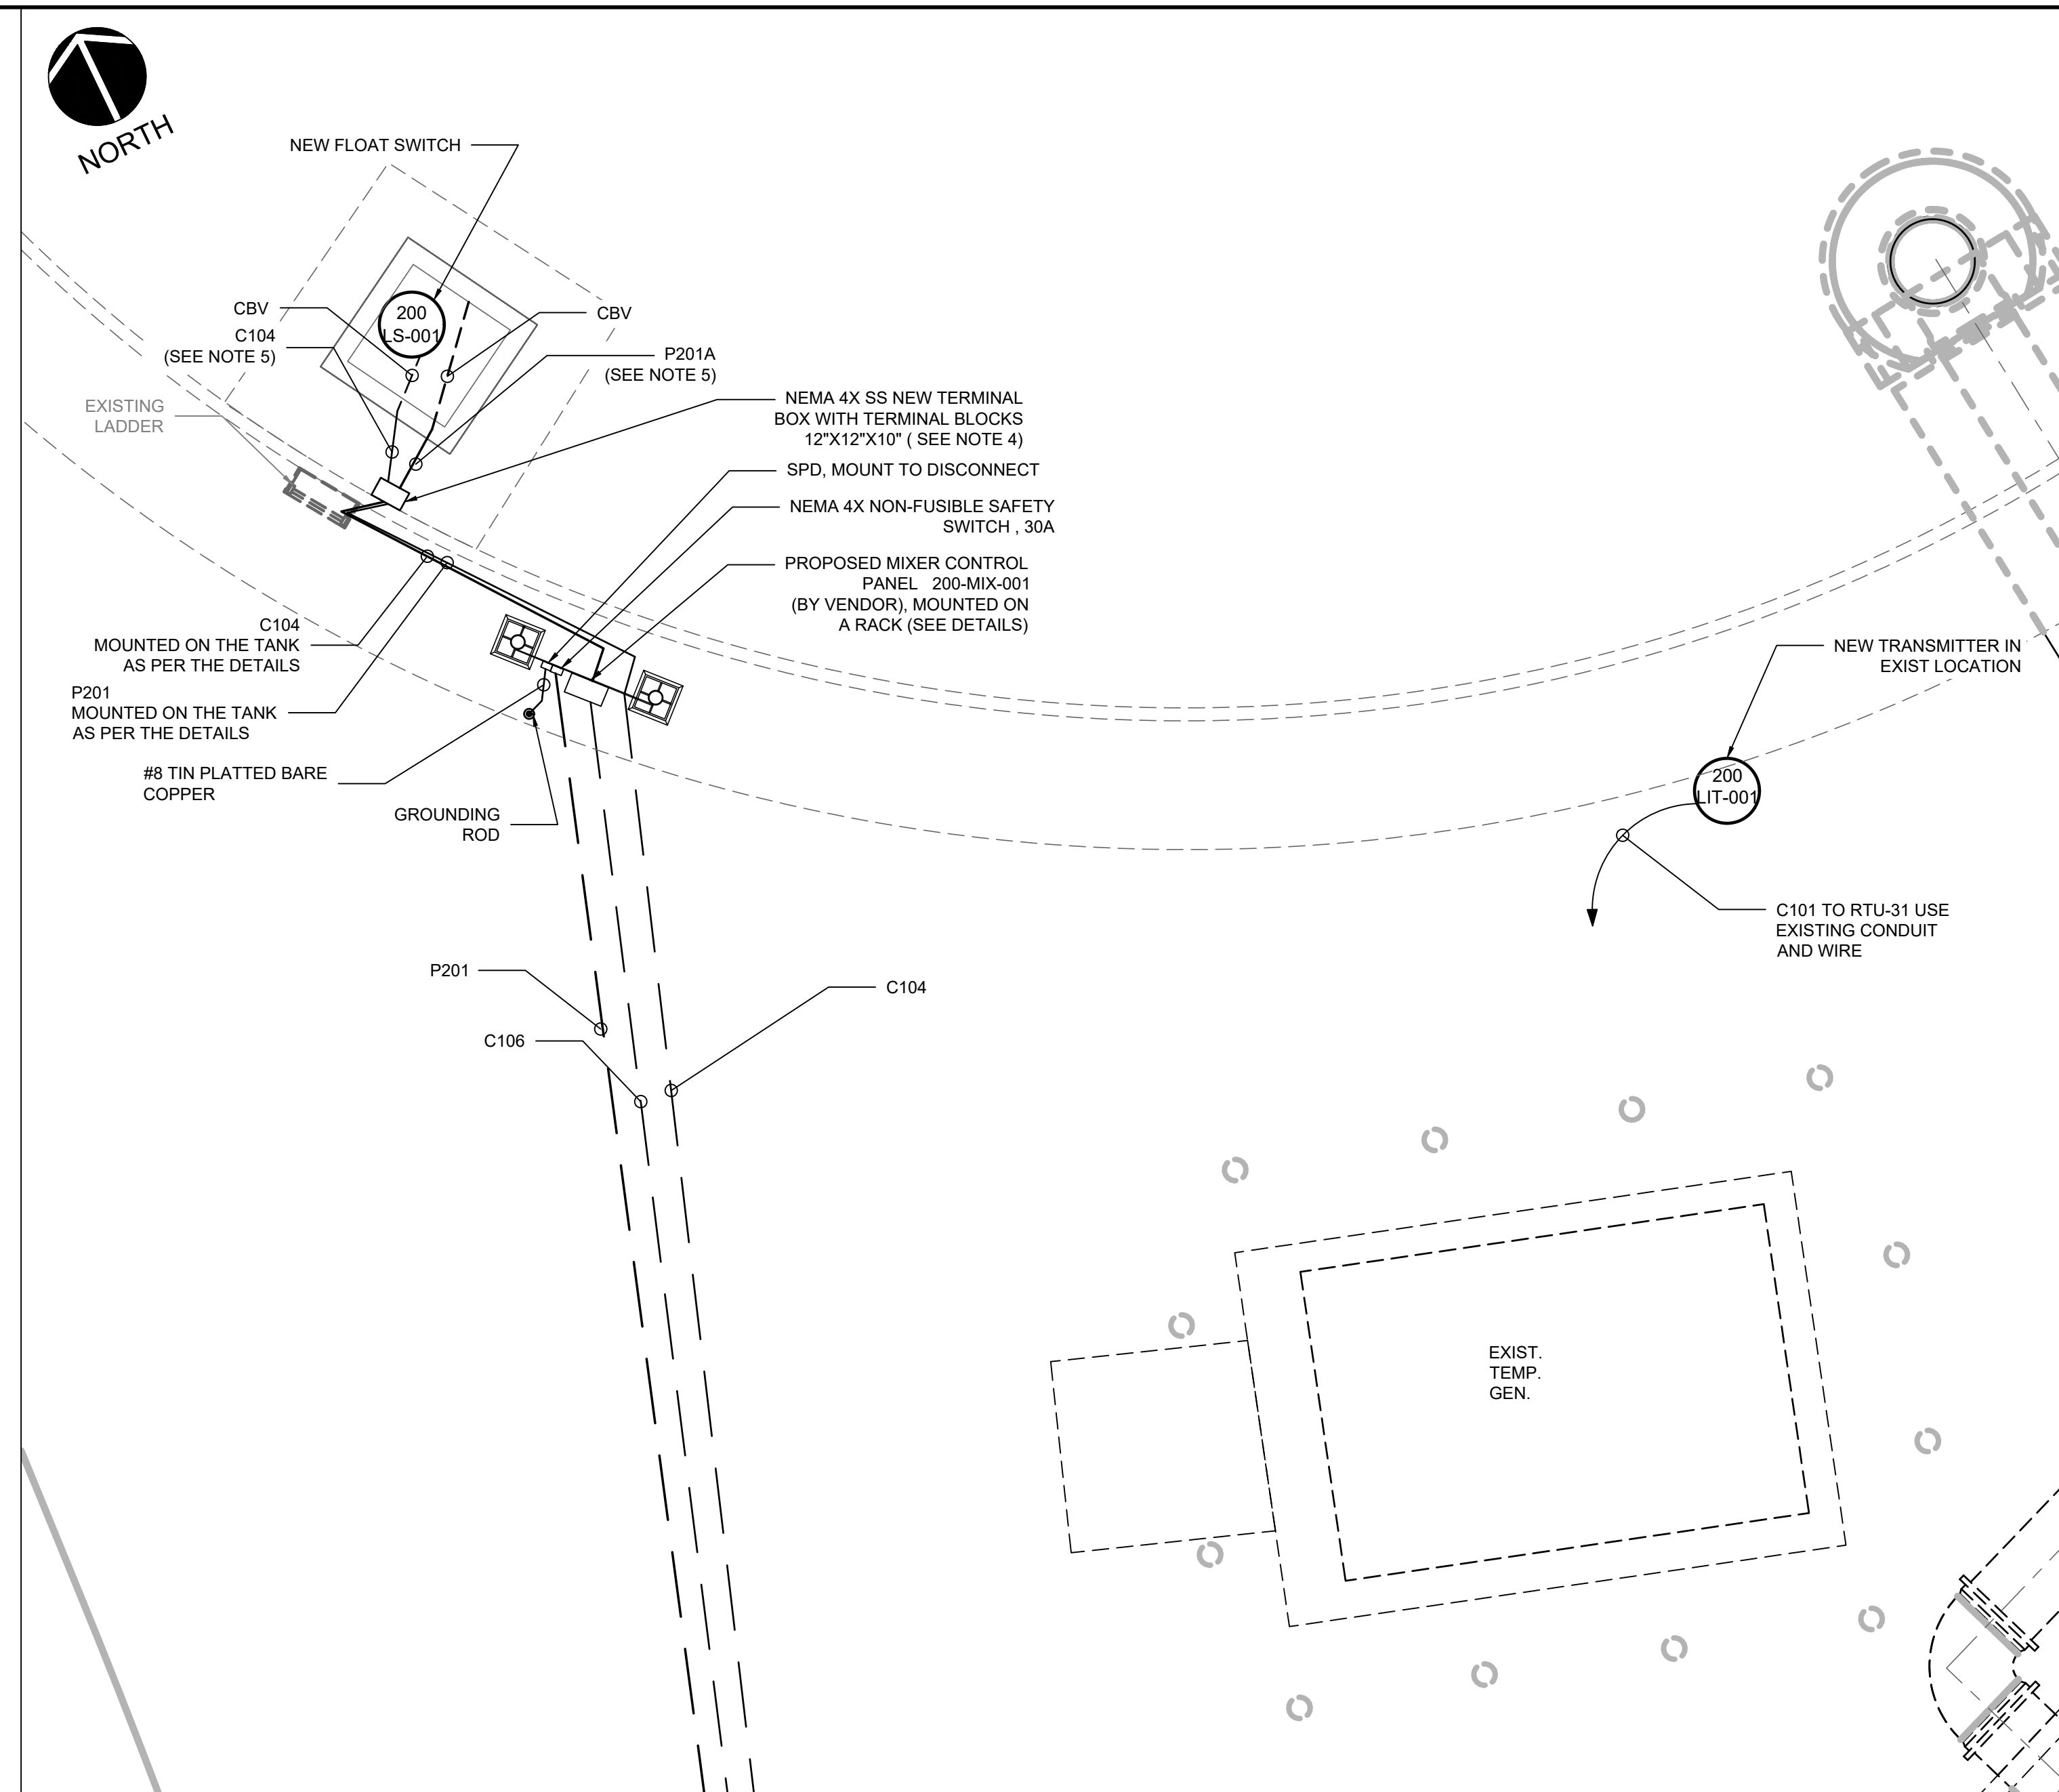 NORTH
NEW FLOAT SWITCH
200
LS-001
CBV
C104
(SEE NOTE 5)
CBV
P201A
(SEE NOTE 5)
EXISTING
LADDER
NEMA 4X SS NEW TERMINAL
BOX WITH TERMINAL BLOCKS
12"X12"X10" ( SEE NOTE 4)
SPD, MOUNT TO DISCONNECT
NEMA 4X NON-FUSIBLE SAFETY
SWITCH , 30A
PROPOSED MIXER CONTROL
PANEL 200-MIX-001
(BY VENDOR), MOUNTED ON
A RACK (SEE DETAILS)
C104
MOUNTED ON THE TANK
AS PER THE DETAILS
P201
MOUNTED ON THE TANK
AS PER THE DETAILS
#8 TIN PLATTED BARE
COPPER
GROUNDING
ROD
NEW TRANSMITTER IN
EXIST LOCATION
200
LIT-001
C101 TO RTU-31 USE
EXISTING CONDUIT
AND WIRE
P201
C104
C106
EXIST.
TEMP.
GEN.